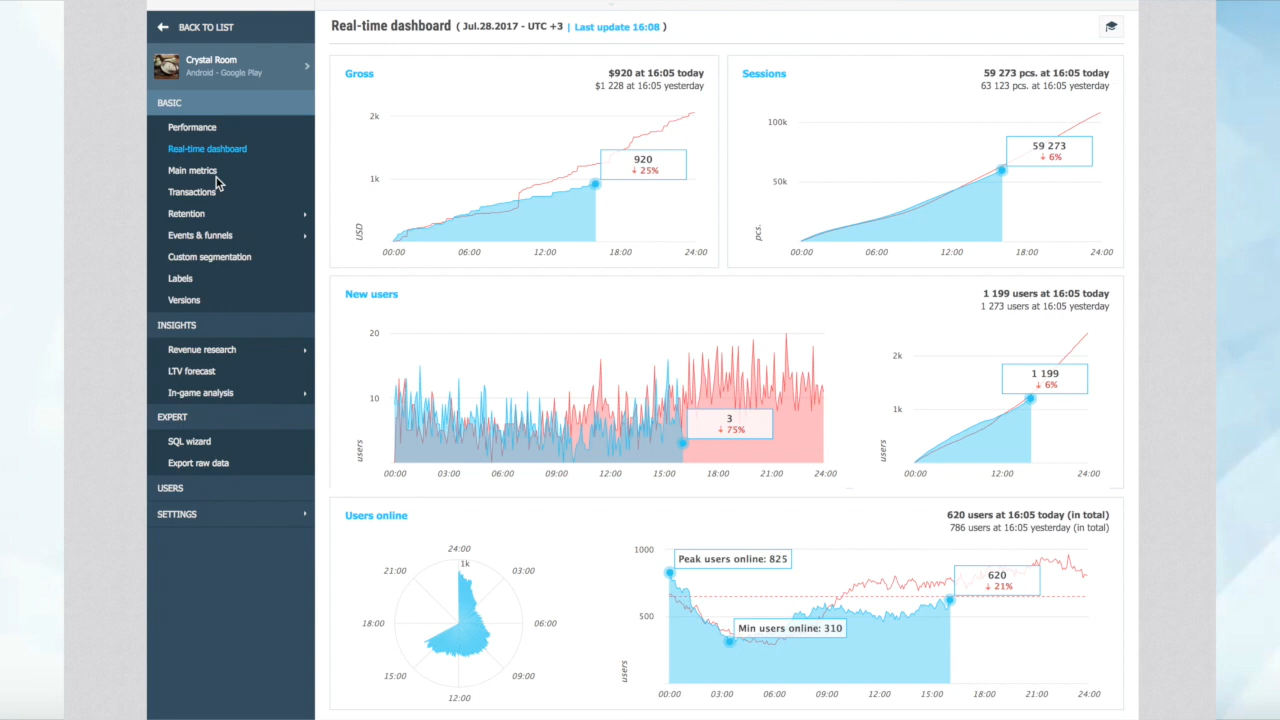 BACK TO LIST
Crystal Room
Android - Google Play
BASIC
Performance
Real-time dashboard
Main metrics
Transactions
Retention
Events & funnels
Custom segmentation
Labels
Versions
INSIGHTS
Revenue research
LTV forecast
In-game analysis
EXPERT
SQL wizard
Export raw data
USERS
SETTINGS
Real-time dashboard ( Jul.28.2017 - UTC +3 | Last update 16:08 )
Gross
$920 at 16:05 today
$1 228 at 16:05 yesterday
2k
1k
USD
920
↓ 25%
00:00 06:00 12:00 18:00 24:00
Sessions
59 273 pcs. at 16:05 today
63 123 pcs. at 16:05 yesterday
100k
50k
pcs.
59 273
↓ 6%
00:00 06:00 12:00 18:00 24:00
New users
1 199 users at 16:05 today
1 273 users at 16:05 yesterday
20
10
users
3
↓ 75%
00:00 03:00 06:00 09:00 12:00 15:00 18:00 21:00 24:00
2k
1k
users
1 199
↓ 6%
00:00 12:00 24:00
Users online
620 users at 16:05 today (in total)
786 users at 16:05 yesterday (in total)
24:00
1k
21:00 03:00
18:00 06:00
15:00 09:00
12:00
1000
500
users
Peak users online: 825
620
↓ 21%
Min users online: 310
00:00 03:00 06:00 09:00 12:00 15:00 18:00 21:00 24:00